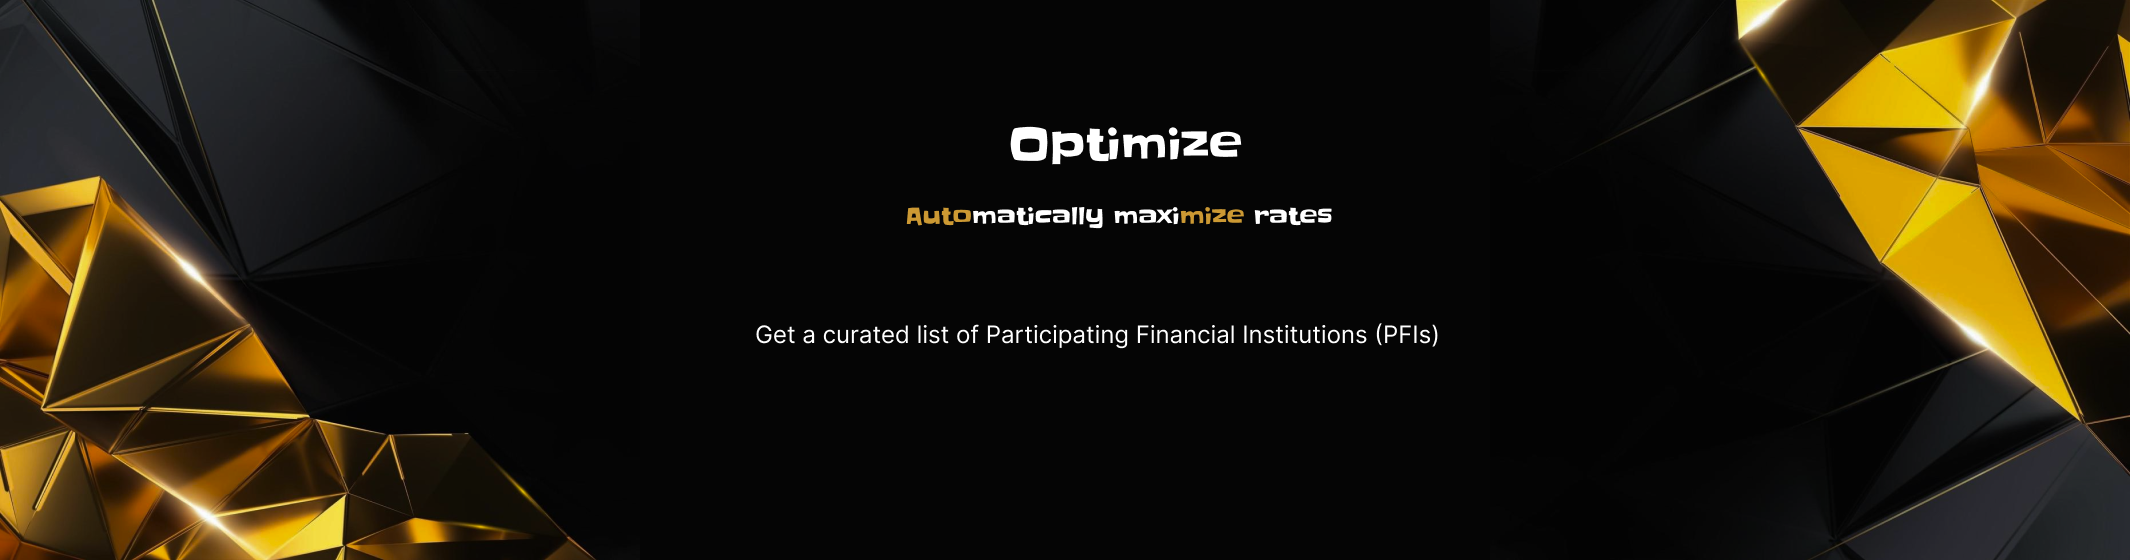 Optimize
Automatically maximize rates
Get a curated list of Participating Financial Institutions (PFIs)